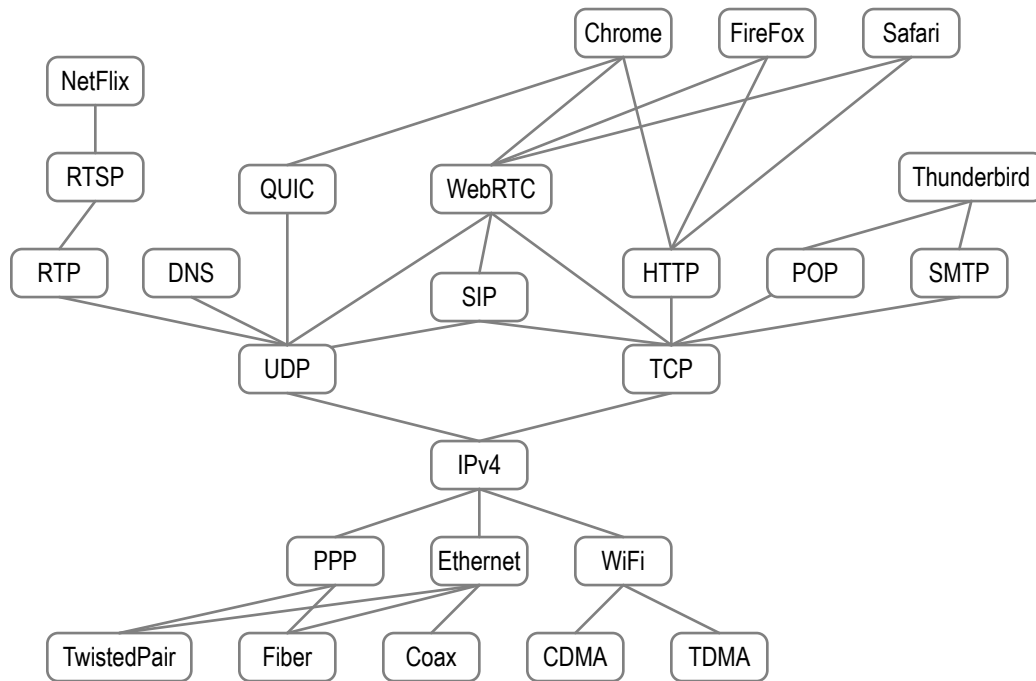 Chrome
FireFox
Safari
NetFlix
RTSP
QUIC
WebRTC
Thunderbird
RTP
DNS
SIP
HTTP
POP
SMTP
UDP
TCP
IPv4
PPP
Ethernet
WiFi
TwistedPair
Fiber
Coax
CDMA
TDMA